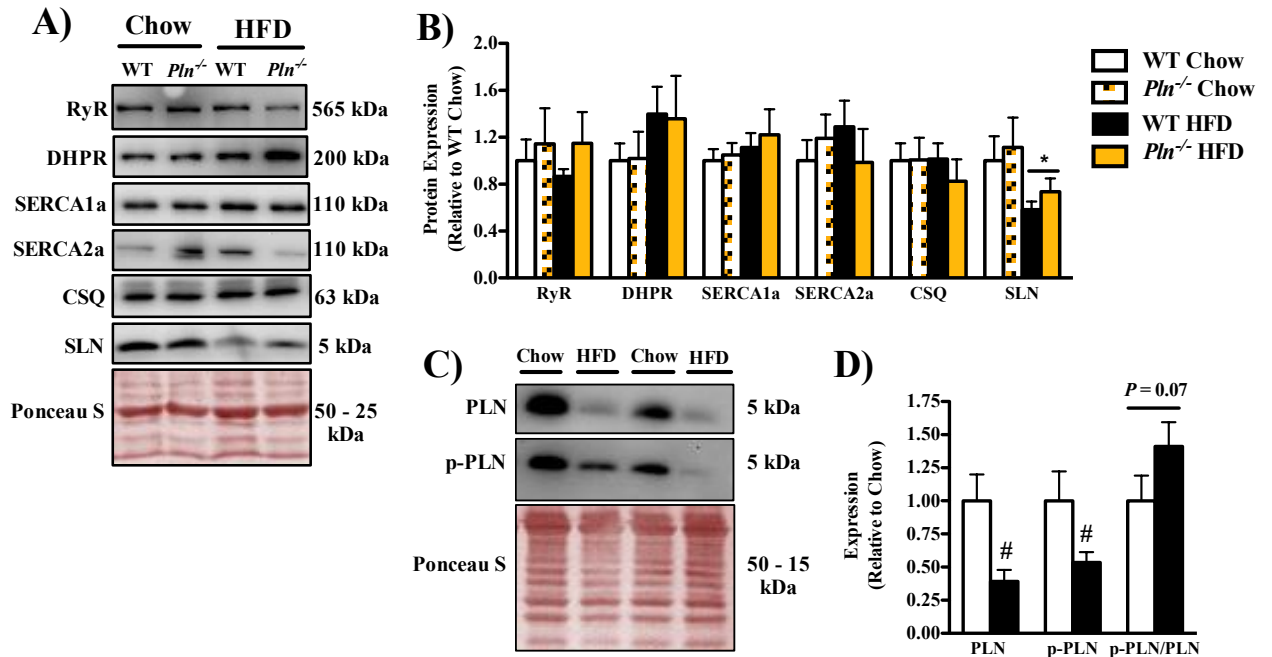 A)
Chow HFD
WT Pln-/- WT Pln-/-
RyR 565 kDa
DHPR 200 kDa
SERCA1a 110 kDa
SERCA2a 110 kDa
CSQ 63 kDa
SLN 5 kDa
Ponceau S 50 - 25
kDa
B)
Protein Expression
(Relative to WT Chow)
2.0
1.6
1.2
0.8
0.4
0.0
*
RyR DHPR SERCA1a SERCA2a CSQ SLN
WT Chow
Pln-/- Chow
WT HFD
Pln-/- HFD
C)
Chow HFD Chow HFD
PLN 5 kDa
p-PLN 5 kDa
Ponceau S 50 - 15
kDa
D)
Expression
(Relative to Chow)
1.75
1.50
1.25
1.00
0.75
0.50
0.25
0.00
P = 0.07
# #
PLN p-PLN p-PLN/PLN